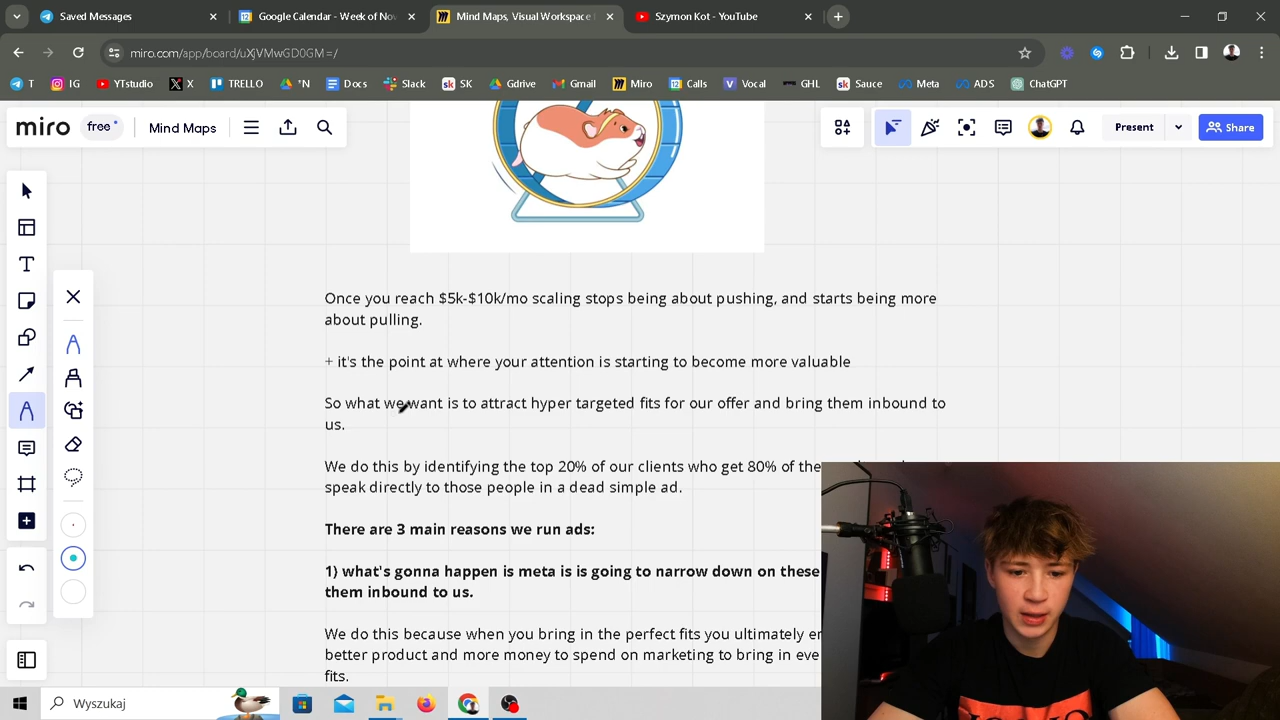 Saved Messages
Google Calendar - Week of Nov
Mind Maps, Visual Workspace
Szymon Kot - YouTube
miro.com/app/board/uXjVMwGD0GM=/
T IG YTstudio X TRELLO *N Docs Slack SK Gdrive Gmail Miro Calls Vocal GHL Sauce Meta ADS ChatGPT
miro free Mind Maps
Present Share
Once you reach $5k-$10k/mo scaling stops being about pushing, and starts being more
about pulling.
+ it's the point at where your attention is starting to become more valuable
So what we want is to attract hyper targeted fits for our offer and bring them inbound to
us.
We do this by identifying the top 20% of our clients who get 80% of the
speak directly to those people in a dead simple ad.
There are 3 main reasons we run ads:
1) what's gonna happen is meta is is going to narrow down on these
them inbound to us.
We do this because when you bring in the perfect fits you ultimately
better product and more money to spend on marketing to bring in
fits.
Wyszukaj